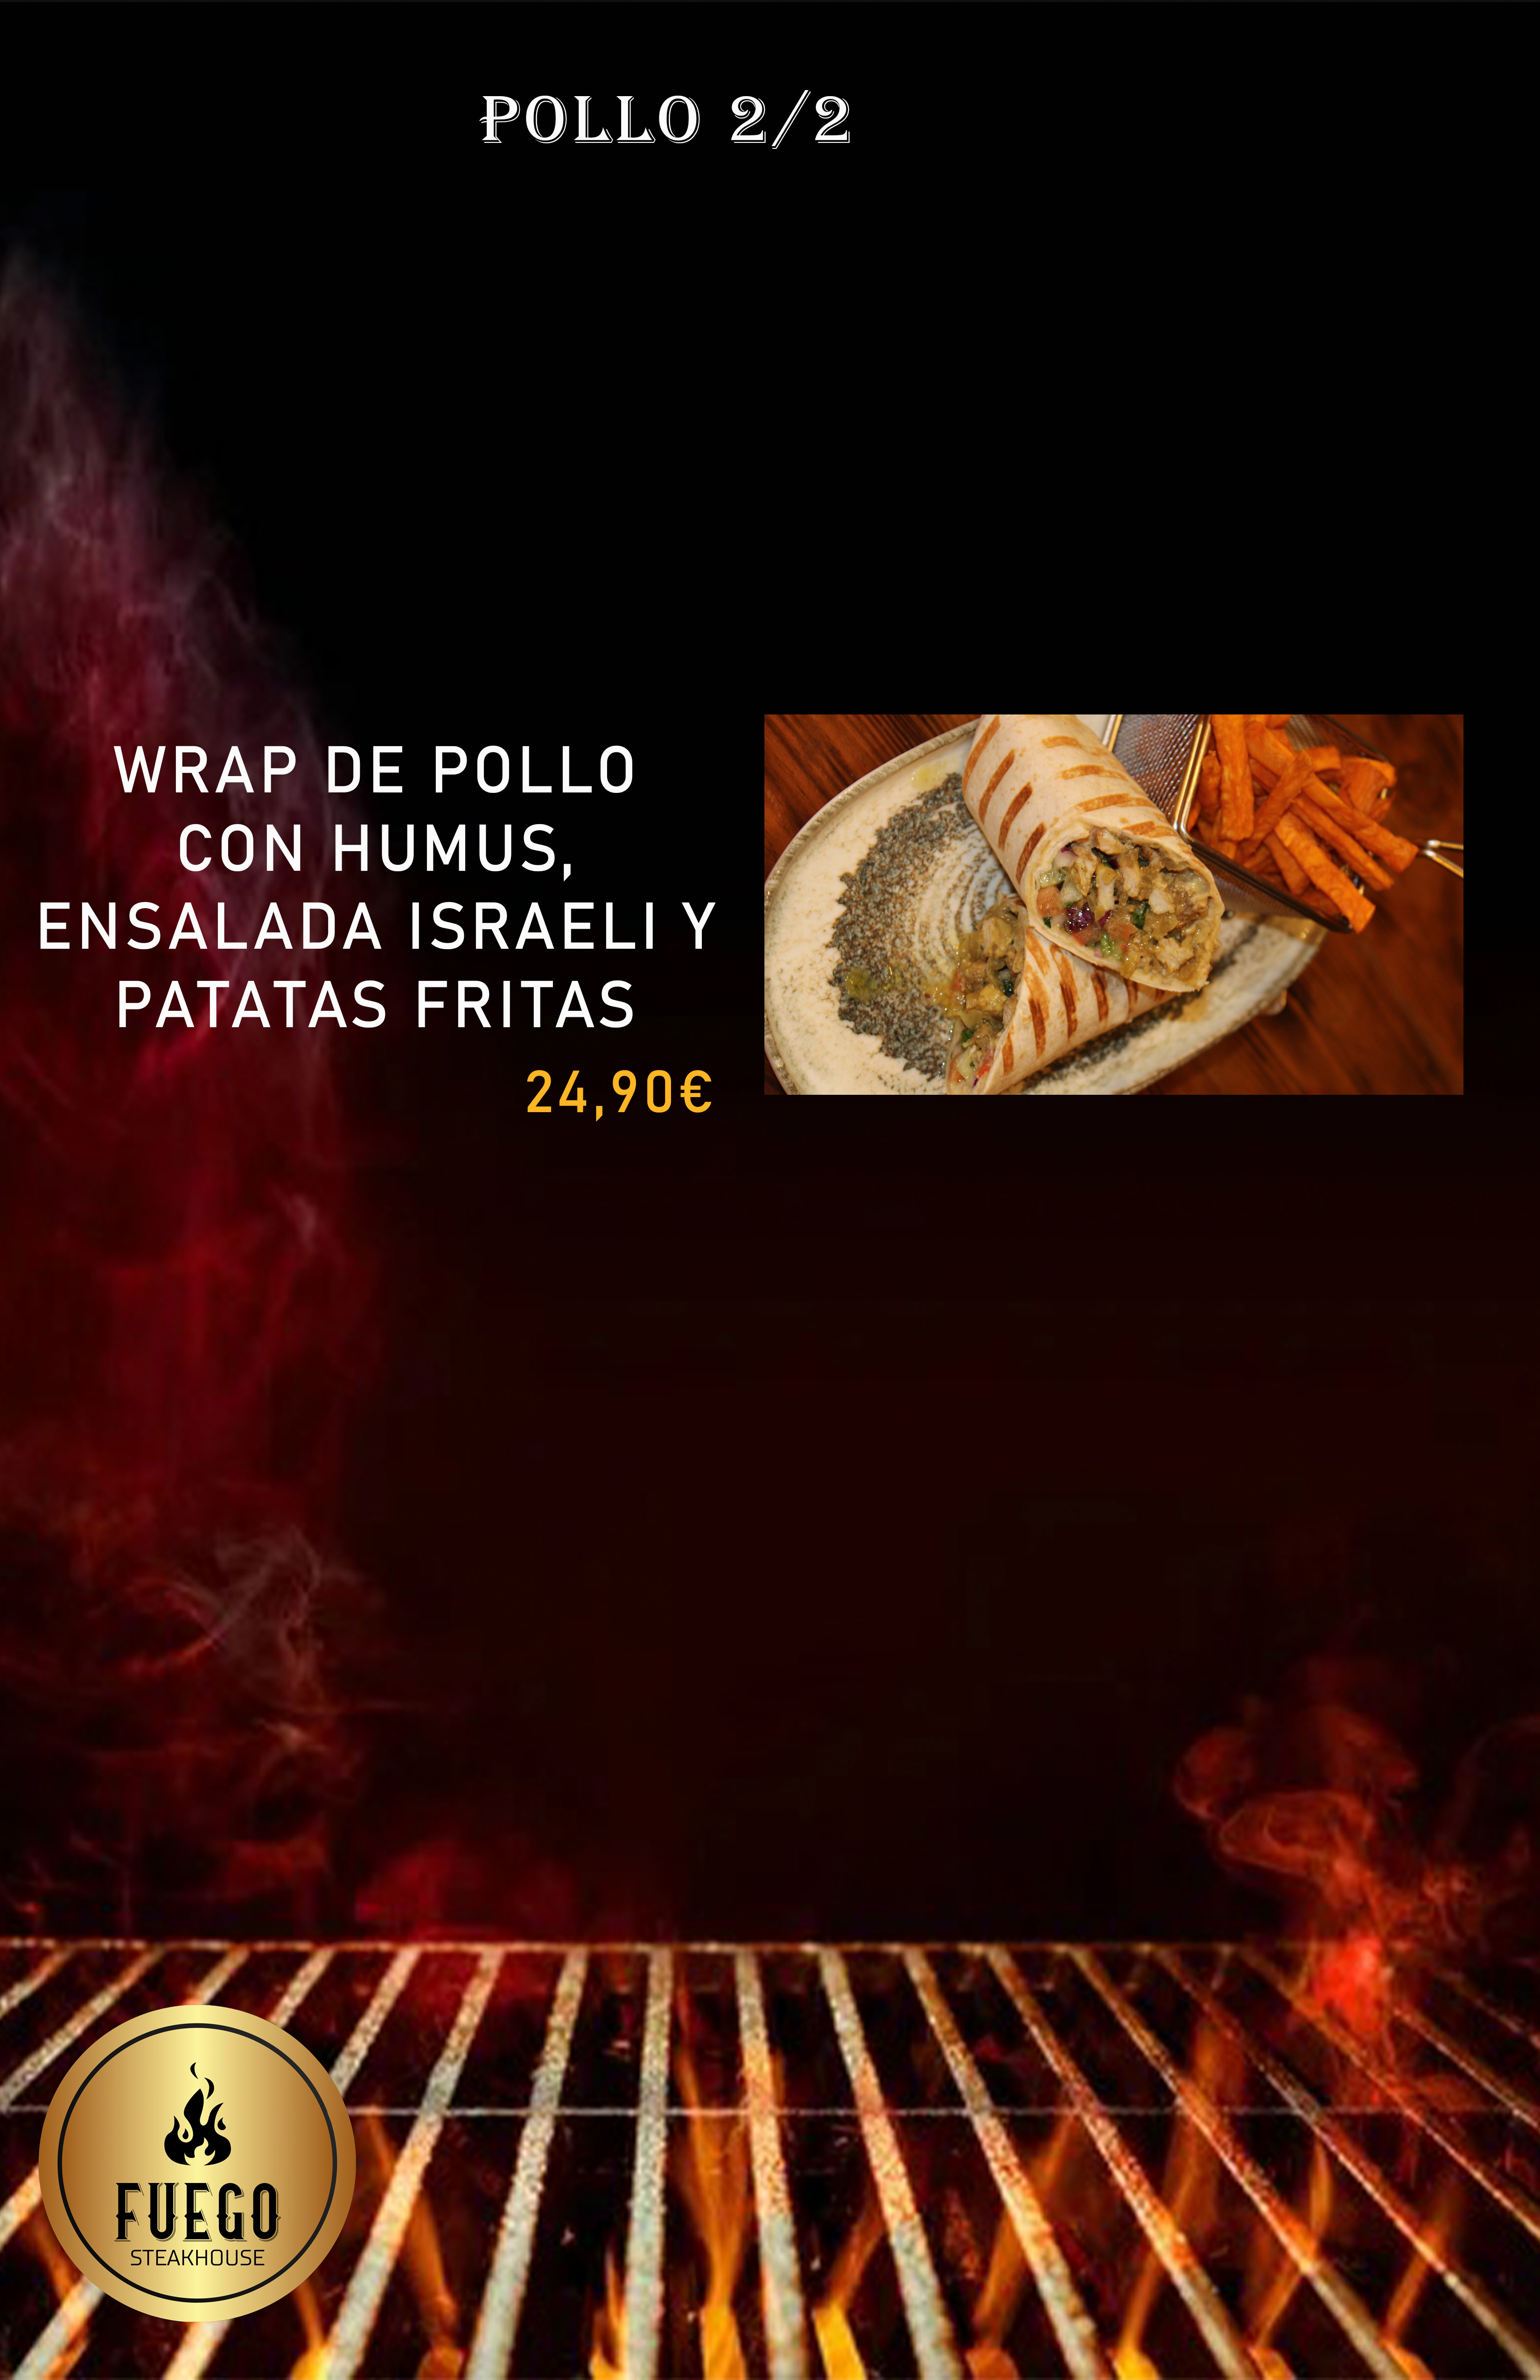 POLLO 2/2
WRAP DE POLLO
CON HUMUS,
ENSALADA ISRAELI Y
PATATAS FRITAS
24,90€
FUEGO
STEAKHOUSE